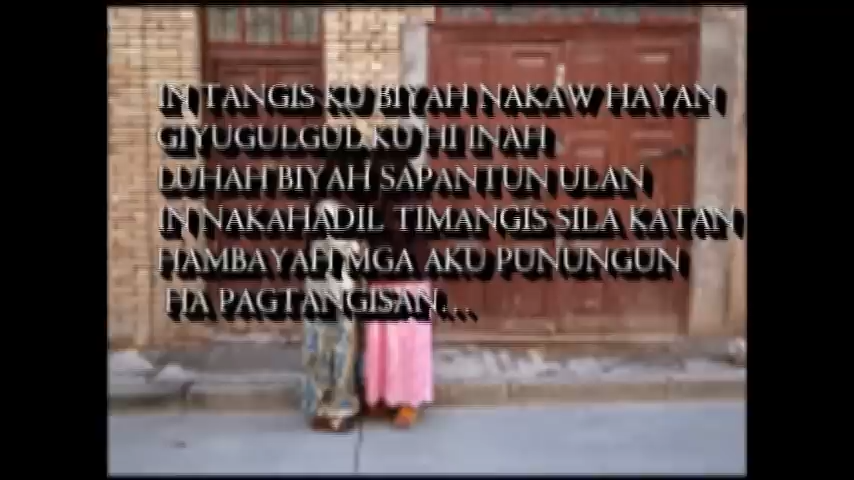 IN TANGIS KU BIYAH NAKAW HAYAN
GIYUGULGUL KU HI INAH
LUHAH BIYAH SAPANTUN ULAN
IN NAKAHADIL TIMANGIS SILA KATAN
HAMBAYAH MGA AKU PUNUNGUN
HA PAGTANGISAN...